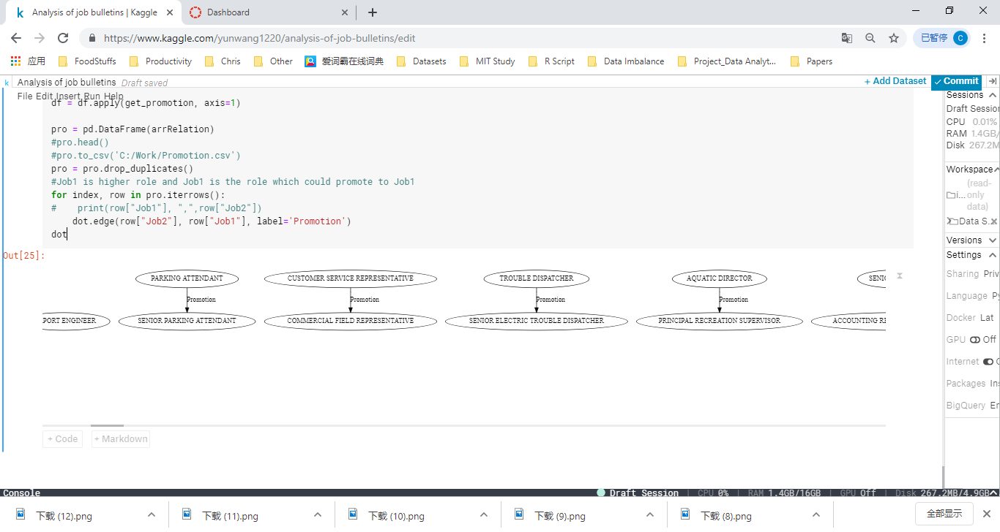 Analysis of job bulletins | Kaggle
Dashboard
https://www.kaggle.com/yunwang1220/analysis-of-job-bulletins/edit
已暂停 C
应用 FoodStuffs Productivity Chris Other 爱词霸在线词典 Datasets MIT Study R Script Data Imbalance Project_Data Analyt... Papers
k Analysis of job bulletins Draft saved + Add Dataset Commit
File Edit Insert Run Help
df = df.apply(get_promotion, axis=1)
pro = pd.DataFrame(arrRelation)
#pro.head()
#pro.to_csv('C:/Work/Promotion.csv')
pro = pro.drop_duplicates()
#Job1 is higher role and Job1 is the role which could promote to Job1
for index, row in pro.iterrows():
#    print(row["Job1"], ",",row["Job2"])
    dot.edge(row["Job2"], row["Job1"], label='Promotion')
dot
Out[25]:
PARKING ATTENDANT CUSTOMER SERVICE REPRESENTATIVE TROUBLE DISPATCHER AQUATIC DIRECTOR SENIC
Promotion Promotion Promotion Promotion
PORT ENGINEER SENIOR PARKING ATTENDANT COMMERCIAL FIELD REPRESENTATIVE SENIOR ELECTRIC TROUBLE DISPATCHER PRINCIPAL RECREATION SUPERVISOR ACCOUNTING RE
+ Code + Markdown
Sessions
Draft Session
CPU 0.01%
RAM 1.4GB/
Disk 267.2M
Workspace
(read-
i... only
data)
Data S...
Versions
Settings
Sharing Priv
Language Py
Docker Lat
GPU Off
Internet
Packages Ins
BigQuery En
Console Draft Session | CPU 0% | RAM 1.4GB/16GB | GPU Off | Disk 267.2MB/4.9GB
下载 (12).png 下载 (11).png 下载 (10).png 下载 (9).png 下载 (8).png 全部显示